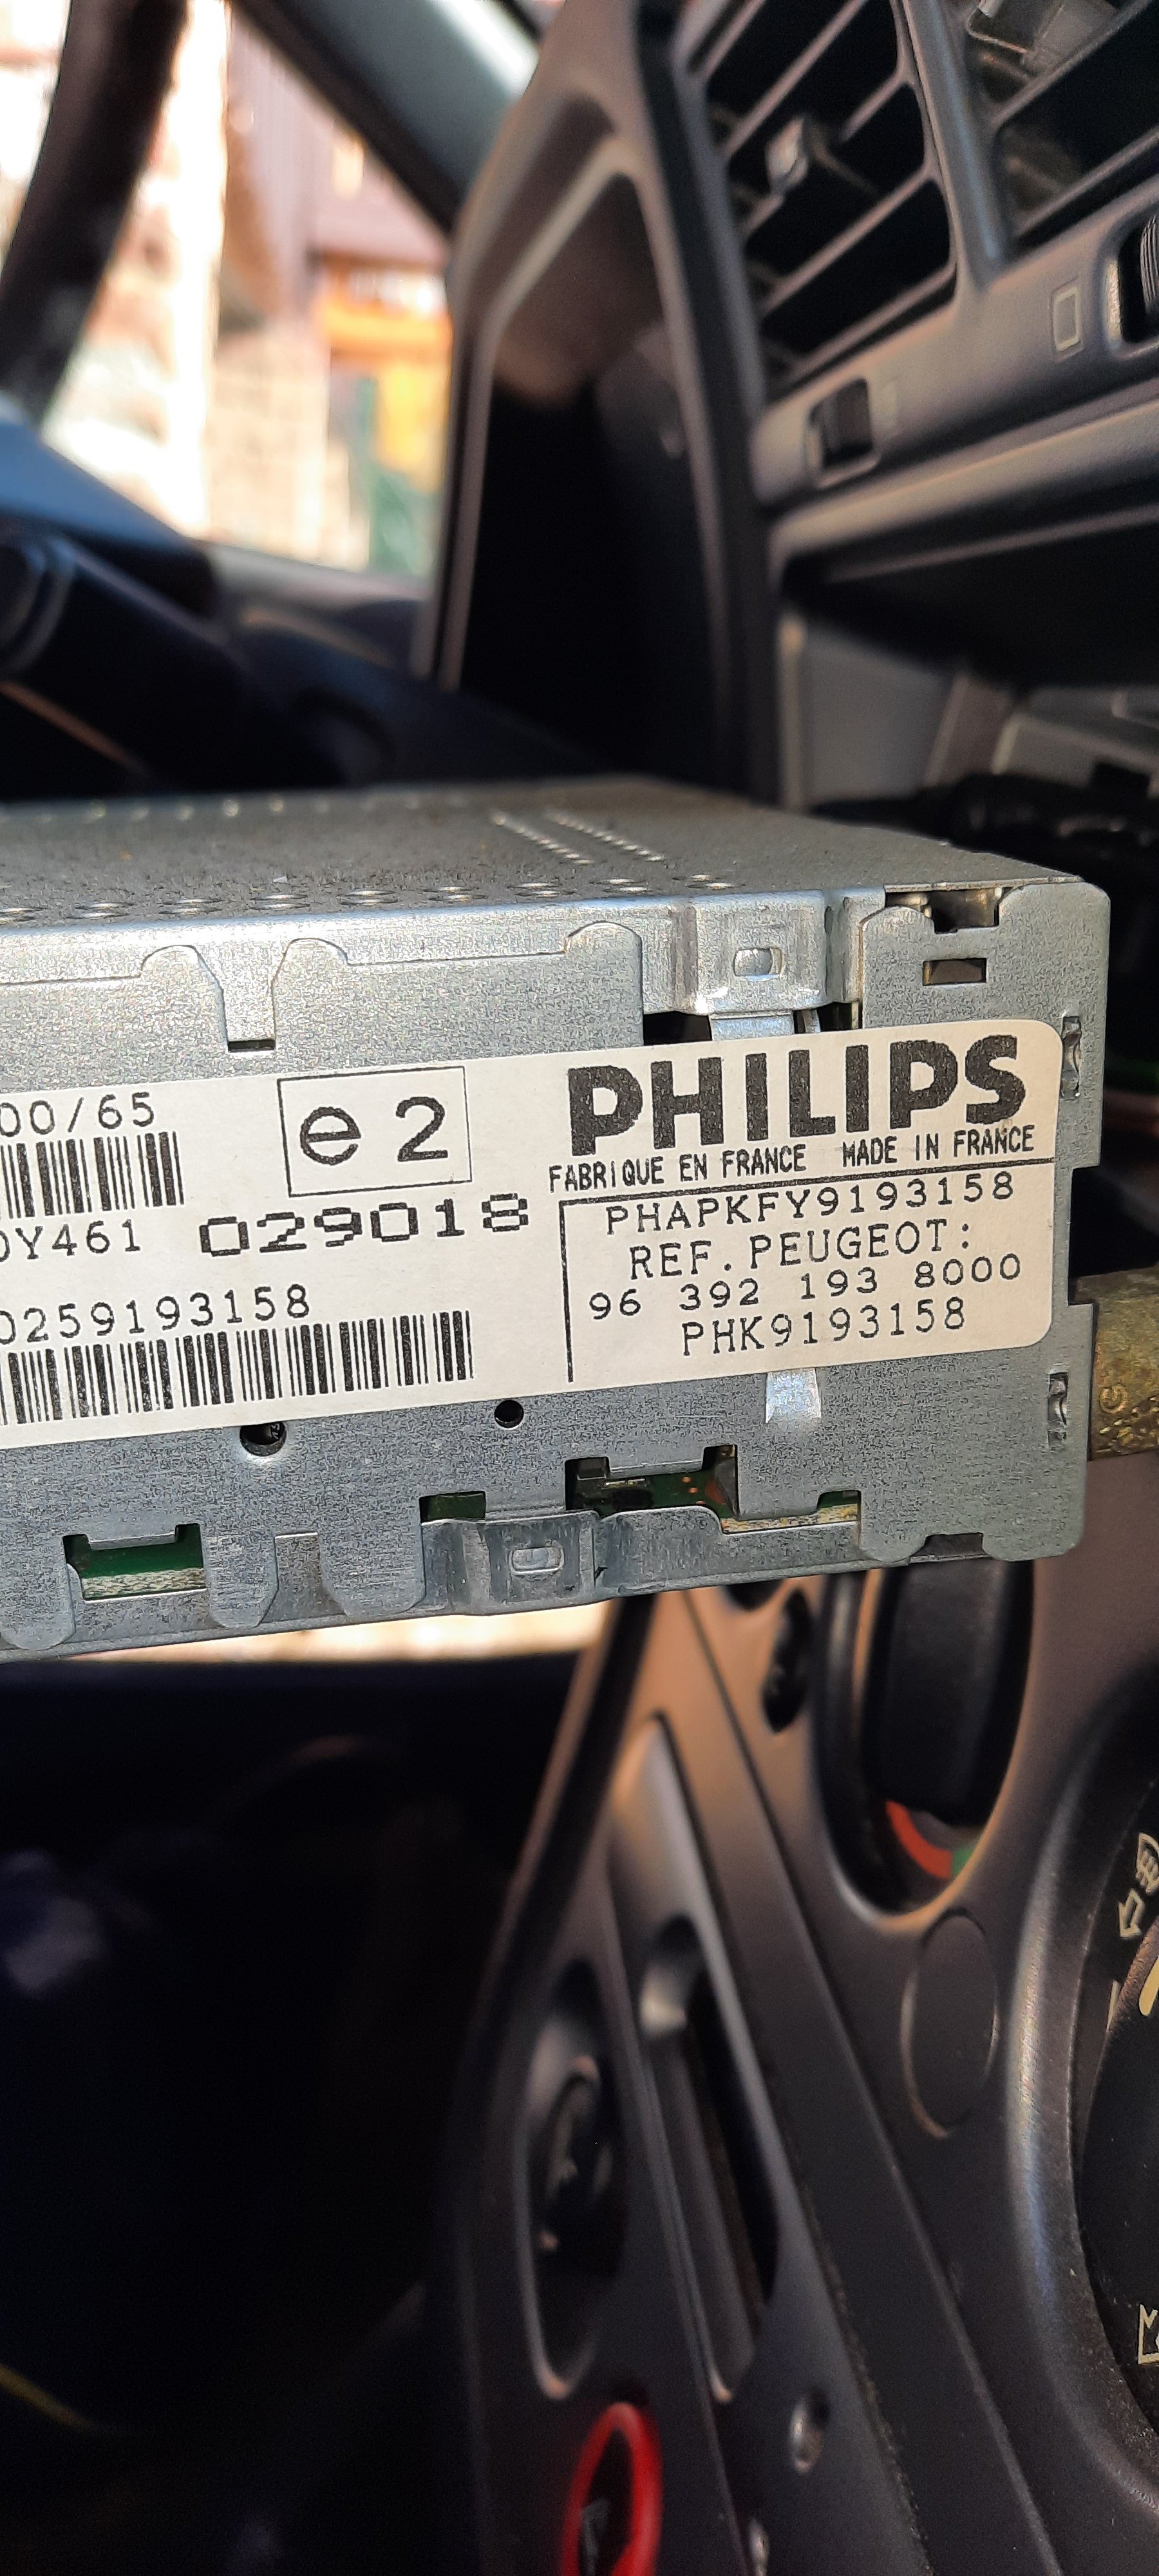 00/65
e 2
PHILIPS
FABRIQUE EN FRANCE MADE IN FRANCE
Y461
029018
PHAPKFY9193158
REF. PEUGEOT:
96 392 193 8000
PHK9193158
0259193158